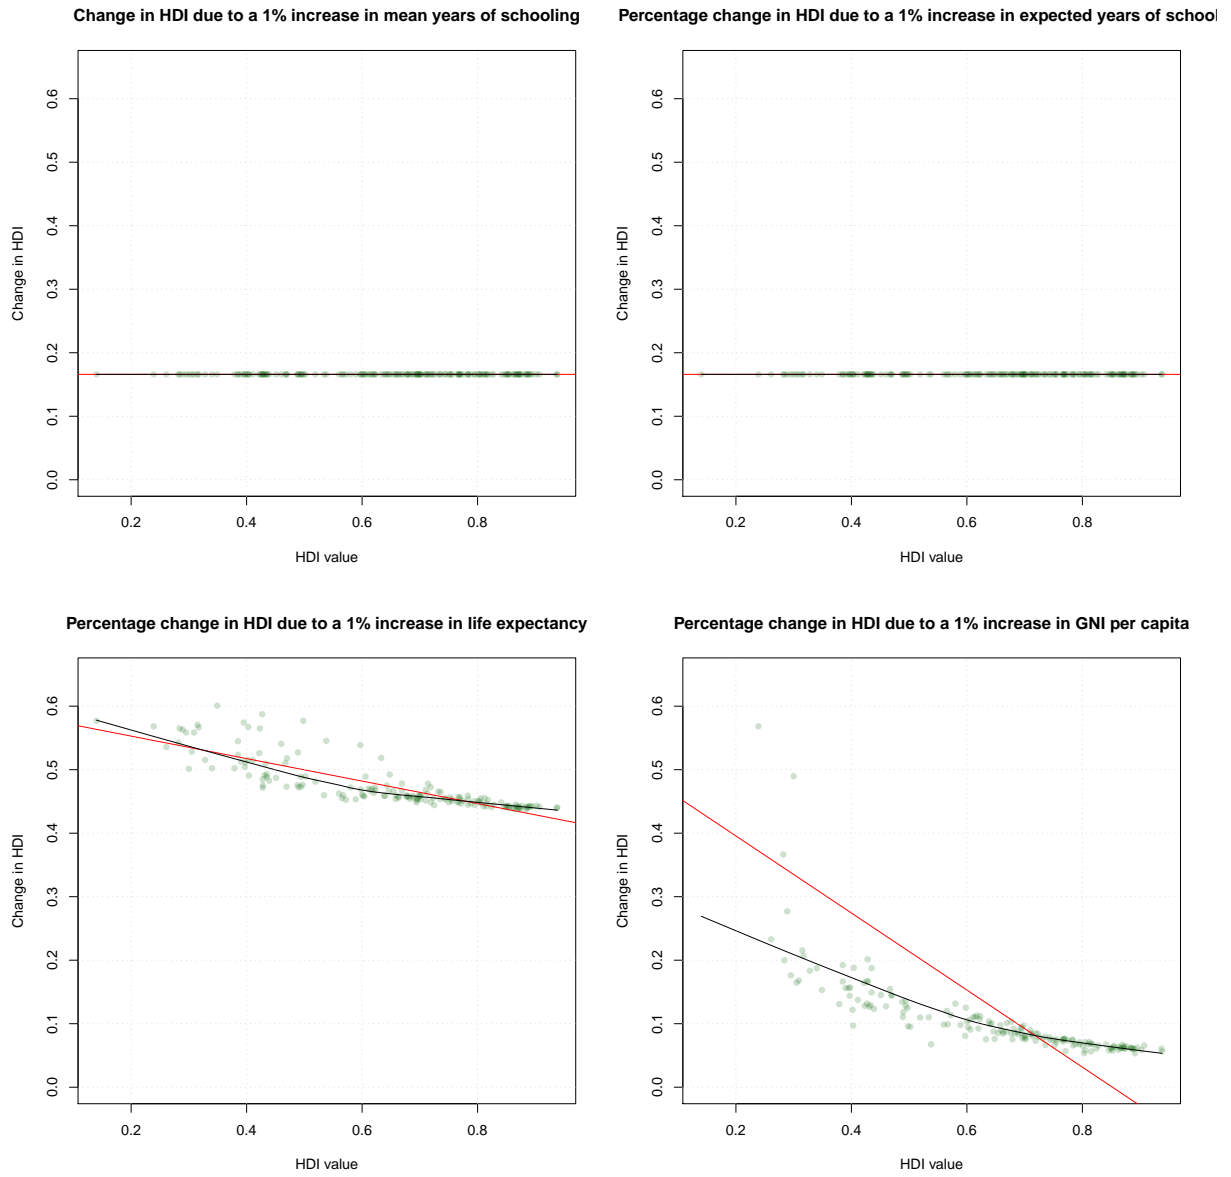 Change in HDI due to a 1% increase in mean years of schooling
Change in HDI
0.0 0.1 0.2 0.3 0.4 0.5 0.6
0.2 0.4 0.6 0.8
HDI value
Percentage change in HDI due to a 1% increase in expected years of school
Change in HDI
0.0 0.1 0.2 0.3 0.4 0.5 0.6
0.2 0.4 0.6 0.8
HDI value
Percentage change in HDI due to a 1% increase in life expectancy
Change in HDI
0.0 0.1 0.2 0.3 0.4 0.5 0.6
0.2 0.4 0.6 0.8
HDI value
Percentage change in HDI due to a 1% increase in GNI per capita
Change in HDI
0.0 0.1 0.2 0.3 0.4 0.5 0.6
0.2 0.4 0.6 0.8
HDI value